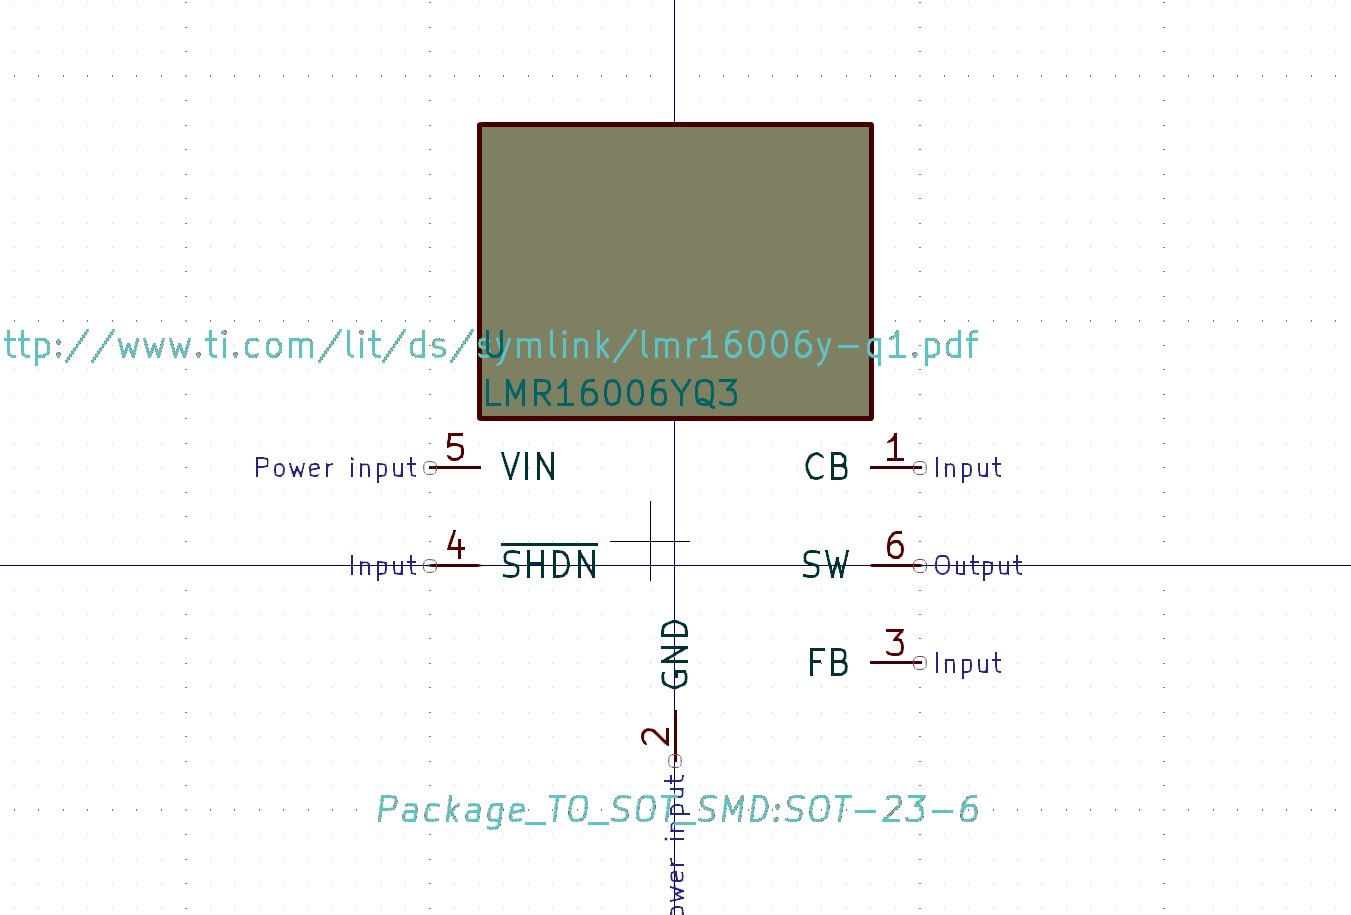 ttp://www.ti.com/lit/ds/symlink/lmr16006y-q1.pdf
U
LMR16006YQ3
Power input 5 VIN CB 1 Input
Input 4 SHDN SW 6 Output
GND FB 3 Input
2
Package_TO_SOT_SMD:SOT-23-6
ower input